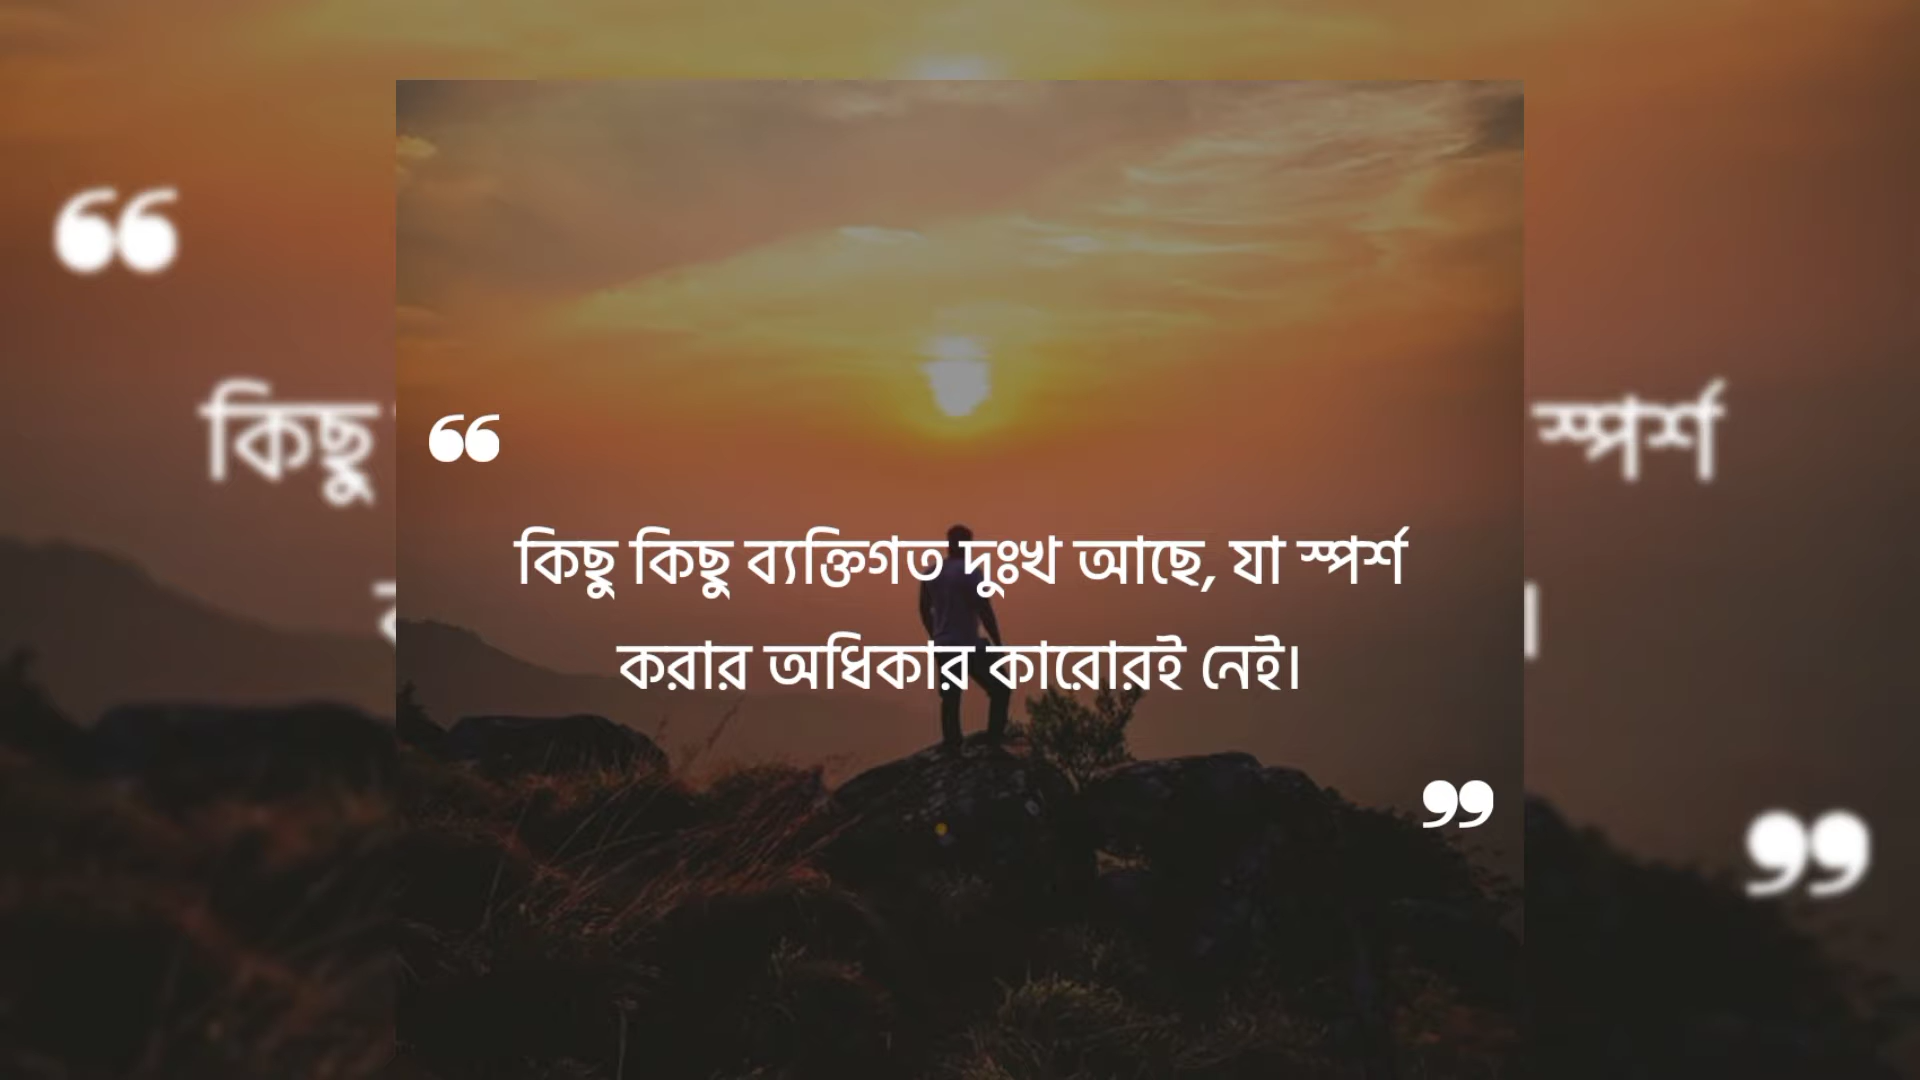 “
কিছু কিছু ব্যক্তিগত দুঃখ আছে, যা স্পর্শ
করার অধিকার কারোরই নেই।
”